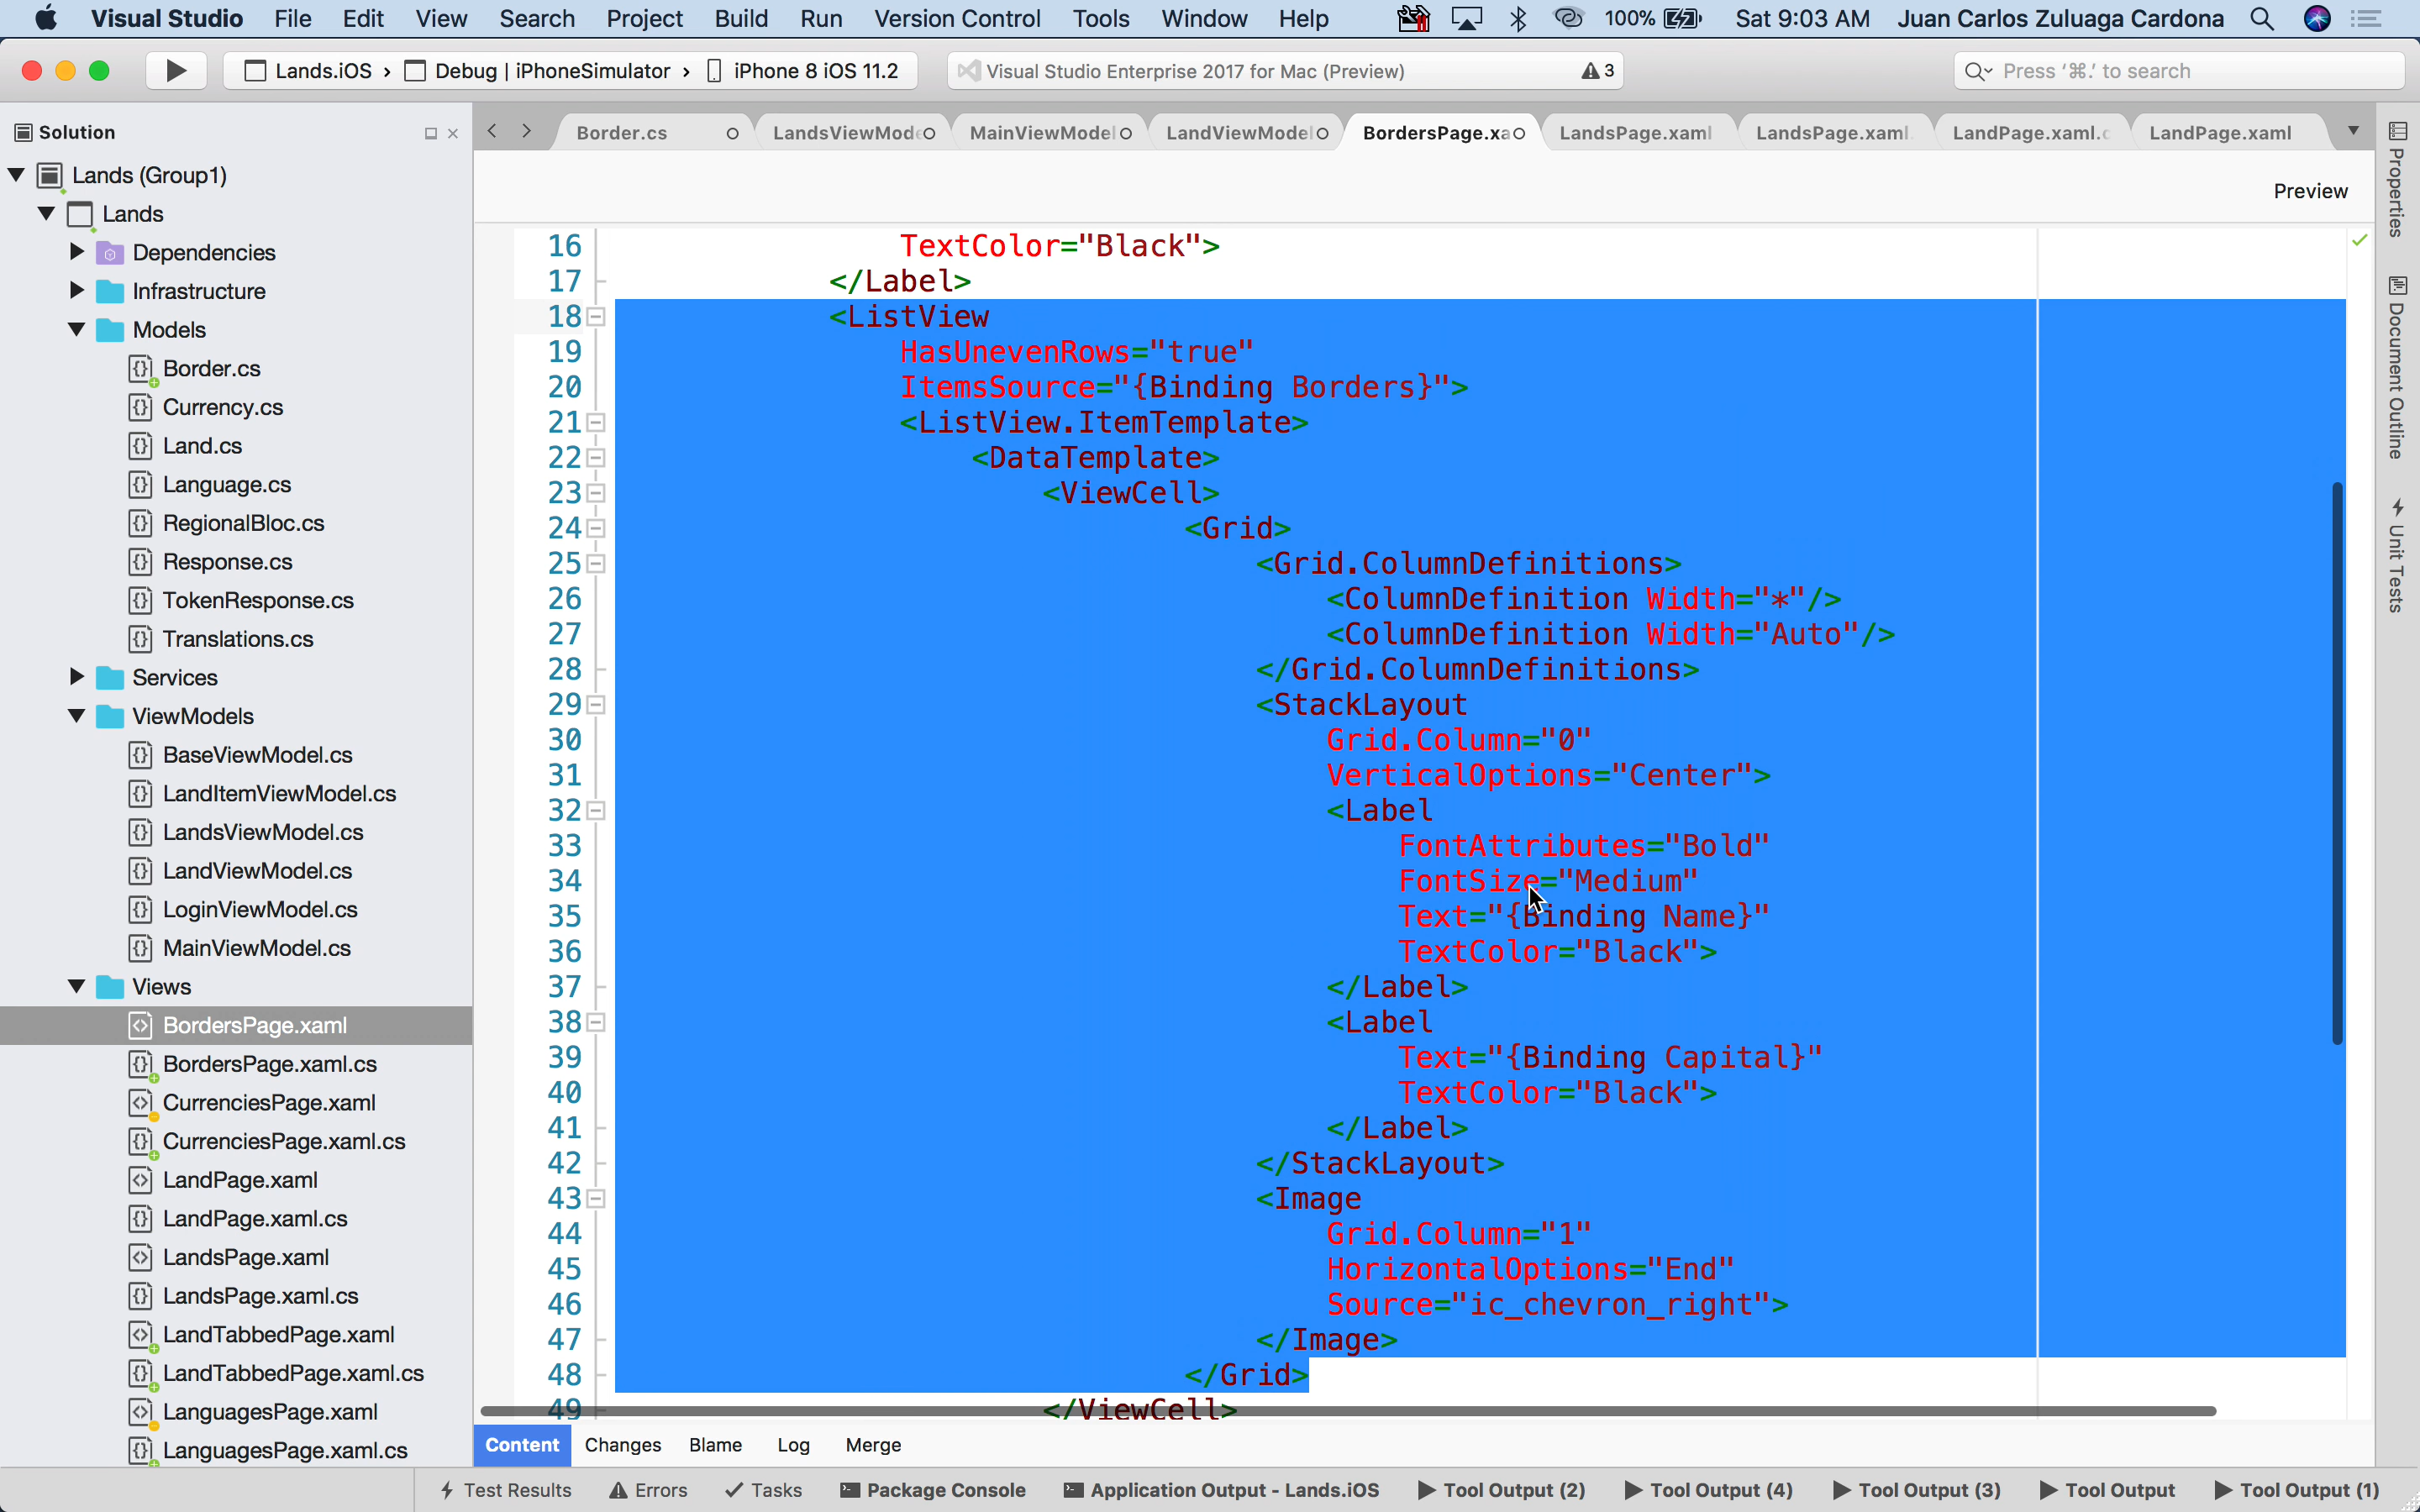 Visual Studio File Edit View Search Project Build Run Version Control Tools Window Help 100% Sat 9:03 AM Juan Carlos Zuluaga Cardona
Lands.iOS › Debug | iPhoneSimulator › iPhone 8 iOS 11.2 Visual Studio Enterprise 2017 for Mac (Preview) 3 Press ‘⌘.’ to search
Solution
Border.cs LandsViewMode MainViewModel LandViewModel BordersPage.xa LandsPage.xaml LandsPage.xaml. LandPage.xaml.c LandPage.xaml
Preview
Lands (Group1)
Lands
Dependencies
Infrastructure
Models
Border.cs
Currency.cs
Land.cs
Language.cs
RegionalBloc.cs
Response.cs
TokenResponse.cs
Translations.cs
Services
ViewModels
BaseViewModel.cs
LandItemViewModel.cs
LandsViewModel.cs
LandViewModel.cs
LoginViewModel.cs
MainViewModel.cs
Views
BordersPage.xaml
BordersPage.xaml.cs
CurrenciesPage.xaml
CurrenciesPage.xaml.cs
LandPage.xaml
LandPage.xaml.cs
LandsPage.xaml
LandsPage.xaml.cs
LandTabbedPage.xaml
LandTabbedPage.xaml.cs
LanguagesPage.xaml
LanguagesPage.xaml.cs
16 TextColor="Black">
17 </Label>
18 <ListView
19 HasUnevenRows="true"
20 ItemsSource="{Binding Borders}">
21 <ListView.ItemTemplate>
22 <DataTemplate>
23 <ViewCell>
24 <Grid>
25 <Grid.ColumnDefinitions>
26 <ColumnDefinition Width="*"/>
27 <ColumnDefinition Width="Auto"/>
28 </Grid.ColumnDefinitions>
29 <StackLayout
30 Grid.Column="0"
31 VerticalOptions="Center">
32 <Label
33 FontAttributes="Bold"
34 FontSize="Medium"
35 Text="{Binding Name}"
36 TextColor="Black">
37 </Label>
38 <Label
39 Text="{Binding Capital}"
40 TextColor="Black">
41 </Label>
42 </StackLayout>
43 <Image
44 Grid.Column="1"
45 HorizontalOptions="End"
46 Source="ic_chevron_right">
47 </Image>
48 </Grid>
49 </ViewCell>
Properties
Document Outline
Unit Tests
Content Changes Blame Log Merge
Test Results Errors Tasks Package Console Application Output - Lands.iOS Tool Output (2) Tool Output (4) Tool Output (3) Tool Output Tool Output (1)